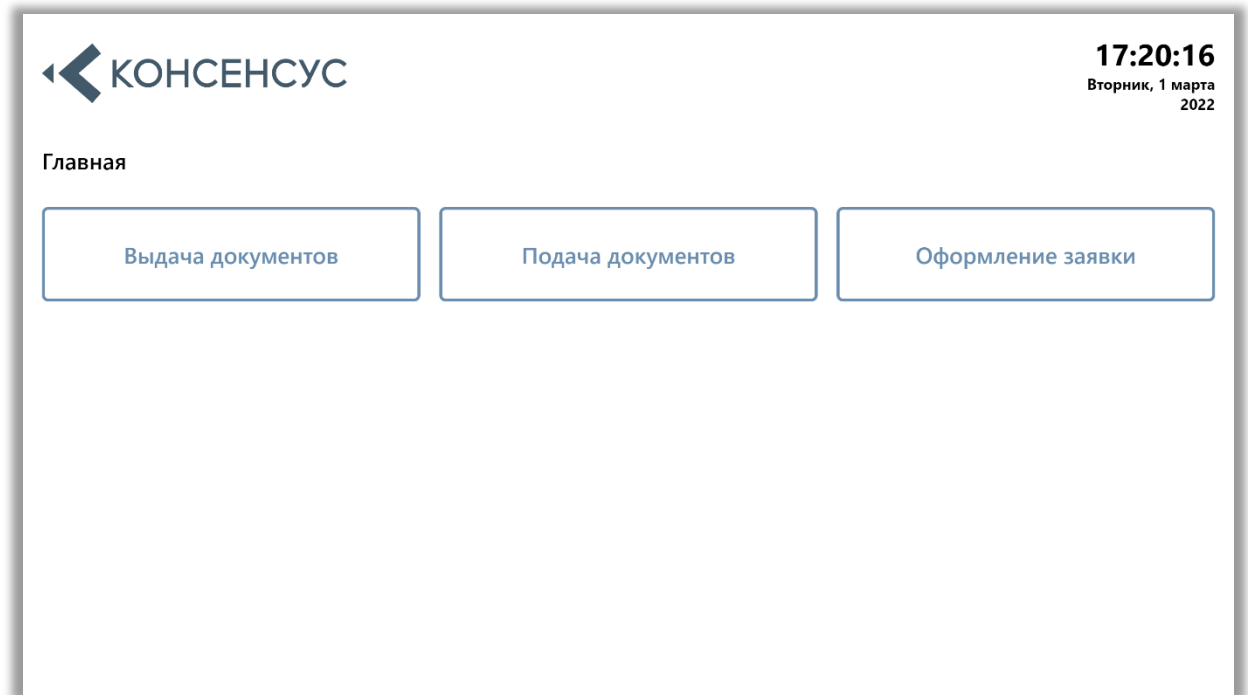 КОНСЕНСУС
17:20:16
Вторник, 1 марта
2022
Главная
Выдача документов
Подача документов
Оформление заявки